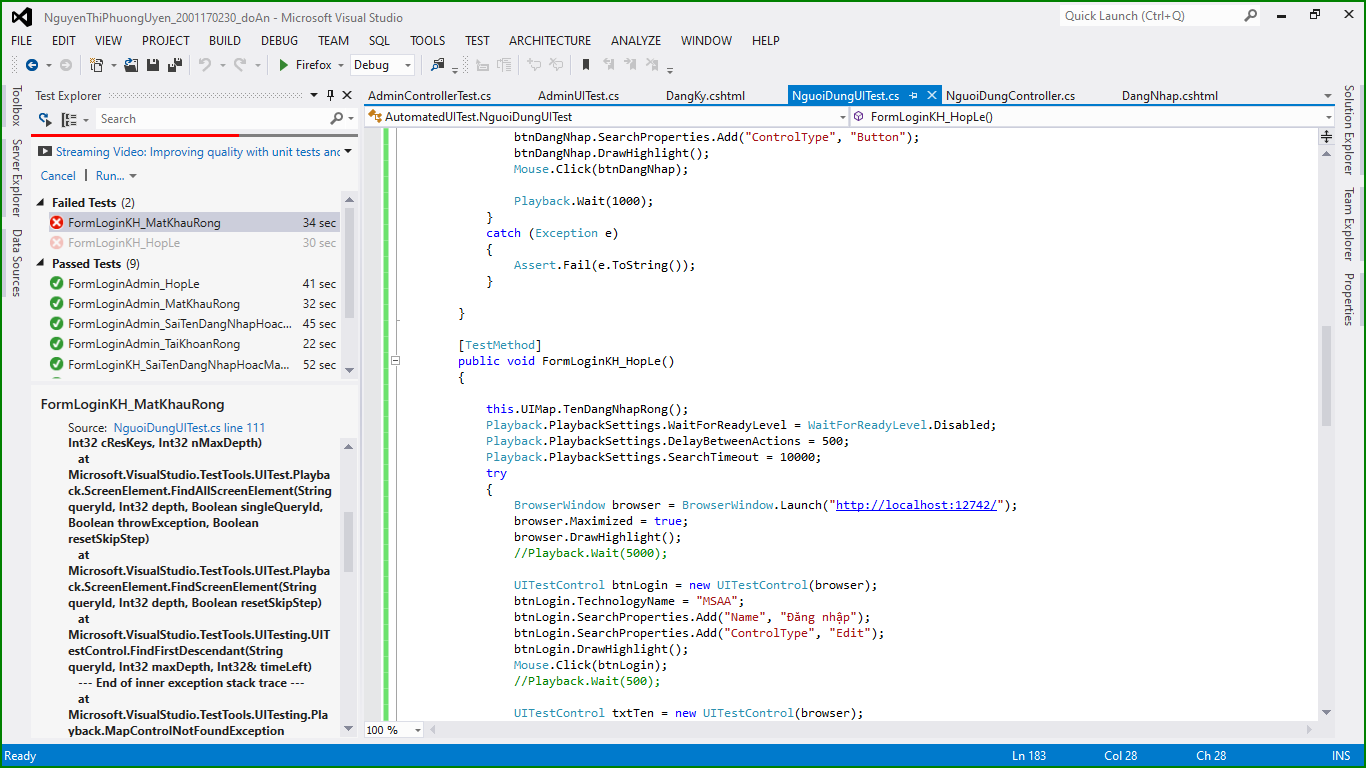 NguyenThiPhuongUyen_2001170230_doAn - Microsoft Visual Studio
Quick Launch (Ctrl+Q)
FILE EDIT VIEW PROJECT BUILD DEBUG TEAM SQL TOOLS TEST ARCHITECTURE ANALYZE WINDOW HELP
Firefox Debug
Toolbox
Server Explorer
Data Sources
Test Explorer
Search
Streaming Video: Improving quality with unit tests and
Cancel | Run...
Failed Tests (2)
FormLoginKH_MatKhauRong 34 sec
FormLoginKH_HopLe 30 sec
Passed Tests (9)
FormLoginAdmin_HopLe 41 sec
FormLoginAdmin_MatKhauRong 32 sec
FormLoginAdmin_SaiTenDangNhapHoac... 45 sec
FormLoginAdmin_TaiKhoanRong 22 sec
FormLoginKH_SaiTenDangNhapHoacMa... 52 sec
FormLoginKH_MatKhauRong
Source: NguoiDungUITest.cs line 111
Int32 cResKeys, Int32 nMaxDepth)
at
Microsoft.VisualStudio.TestTools.UITest.Playba
ck.ScreenElement.FindAllScreenElement(String
queryId, Int32 depth, Boolean singleQueryId,
Boolean throwException, Boolean
resetSkipStep)
at
Microsoft.VisualStudio.TestTools.UITest.Playba
ck.ScreenElement.FindScreenElement(String
queryId, Int32 depth, Boolean resetSkipStep)
at
Microsoft.VisualStudio.TestTools.UITesting.UIT
estControl.FindFirstDescendant(String
queryId, Int32 maxDepth, Int32& timeLeft)
--- End of inner exception stack trace ---
at
Microsoft.VisualStudio.TestTools.UITesting.Pla
yback.MapControlNotFoundException
AdminControllerTest.cs AdminUITest.cs DangKy.cshtml NguoiDungUITest.cs NguoiDungController.cs DangNhap.cshtml
AutomatedUITest.NguoiDungUITest FormLoginKH_HopLe()
btnDangNhap.SearchProperties.Add("ControlType", "Button");
btnDangNhap.DrawHighlight();
Mouse.Click(btnDangNhap);
Playback.Wait(1000);
}
catch (Exception e)
{
Assert.Fail(e.ToString());
}
}
[TestMethod]
public void FormLoginKH_HopLe()
{
this.UIMap.TenDangNhapRong();
Playback.PlaybackSettings.WaitForReadyLevel = WaitForReadyLevel.Disabled;
Playback.PlaybackSettings.DelayBetweenActions = 500;
Playback.PlaybackSettings.SearchTimeout = 10000;
try
{
BrowserWindow browser = BrowserWindow.Launch("http://localhost:12742/");
browser.Maximized = true;
browser.DrawHighlight();
//Playback.Wait(5000);
UITestControl btnLogin = new UITestControl(browser);
btnLogin.TechnologyName = "MSAA";
btnLogin.SearchProperties.Add("Name", "Đăng nhập");
btnLogin.SearchProperties.Add("ControlType", "Edit");
btnLogin.DrawHighlight();
Mouse.Click(btnLogin);
//Playback.Wait(500);
UITestControl txtTen = new UITestControl(browser);
100 %
Solution Explorer
Team Explorer
Properties
Ready Ln 183 Col 28 Ch 28 INS